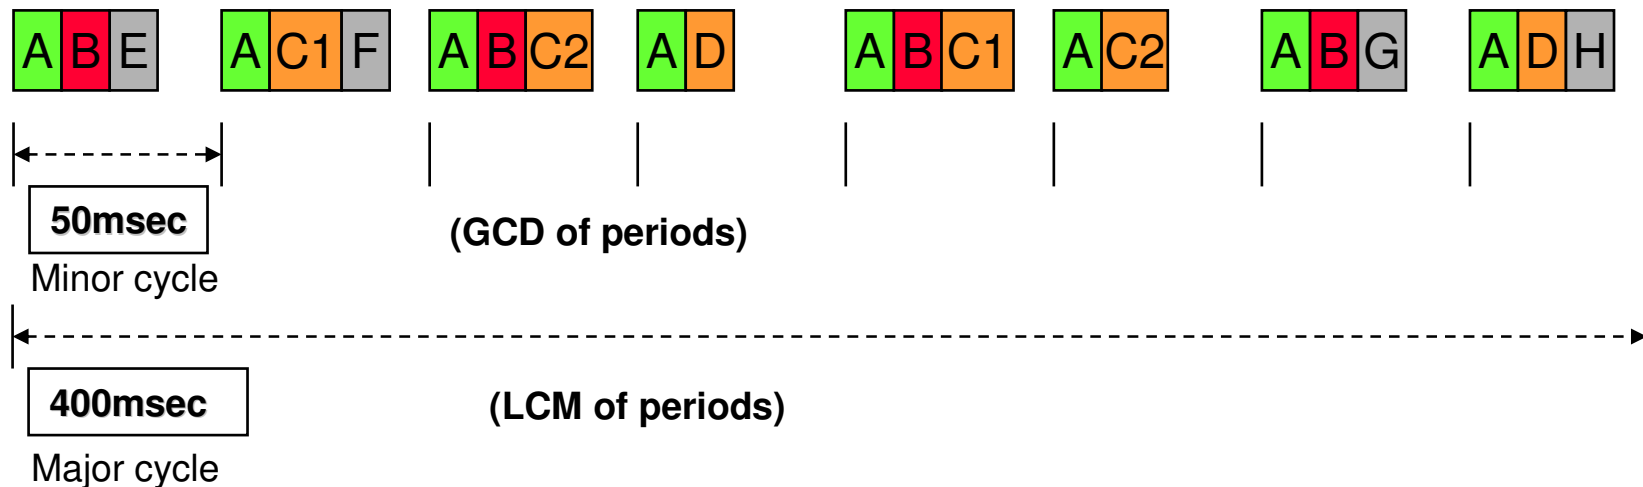 A B E A C1 F A B C2 A D A B C1 A C2 A B G A D H
50msec
(GCD of periods)
Minor cycle
400msec
(LCM of periods)
Major cycle